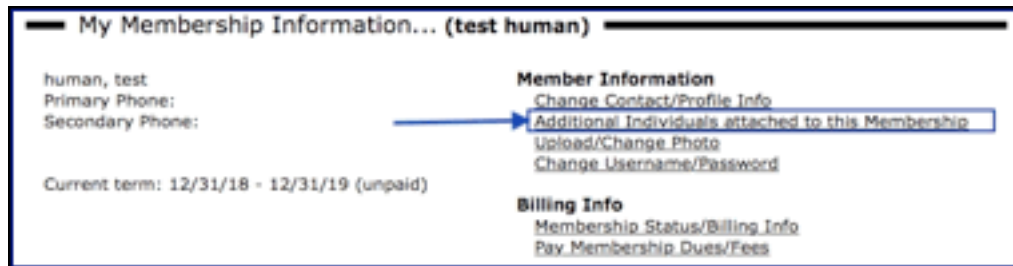 My Membership Information... (test human)
human, test
Primary Phone:
Secondary Phone:
Current term: 12/31/18 - 12/31/19 (unpaid)
Member Information
Change Contact/Profile Info
Additional Individuals attached to this Membership
Upload/Change Photo
Change Username/Password
Billing Info
Membership Status/Billing Info
Pay Membership Dues/Fees